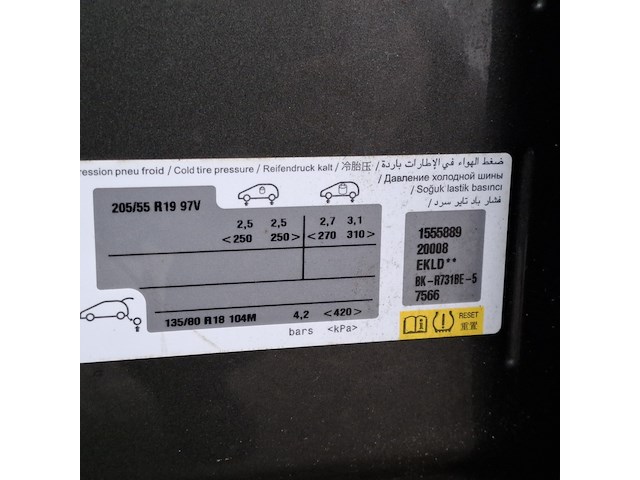 ression pneu froid / Cold tire pressure / Reifendruck kalt / 冷胎压 / ضغط الهواء في الإطارات باردة
/ Давление холодной шины
/ Soğuk lastik basıncı
فشار باد تایر سرد /
205/55 R19 97V
2,5 2,5 2,7 3,1
<250 250> <270 310>
135/80 R18 104M 4,2 <420>
bars <kPa>
1555889
20008
EKLD**
BK-R731BE-5
7566
RESET
重置